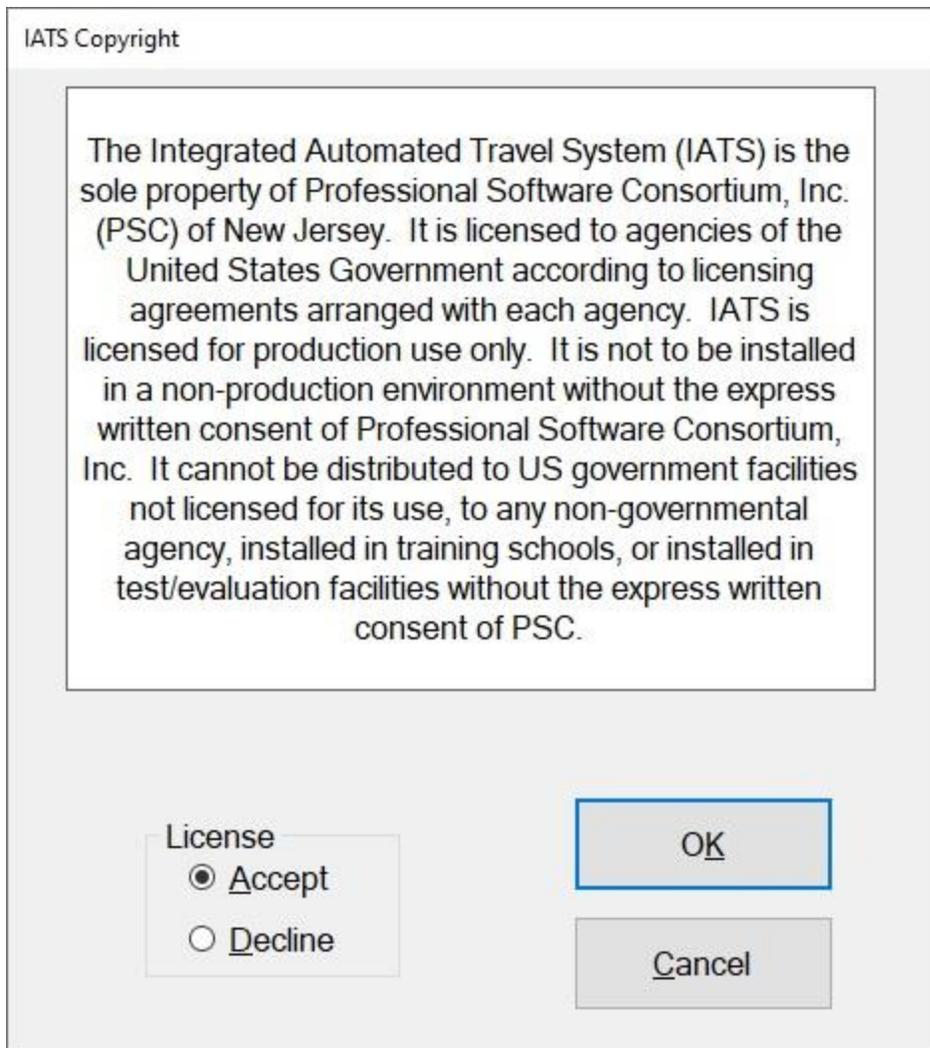 IATS Copyright
The Integrated Automated Travel System (IATS) is the
sole property of Professional Software Consortium, Inc.
(PSC) of New Jersey.  It is licensed to agencies of the
United States Government according to licensing
agreements arranged with each agency.  IATS is
licensed for production use only.  It is not to be installed
in a non-production environment without the express
written consent of Professional Software Consortium,
Inc.  It cannot be distributed to US government facilities
not licensed for its use, to any non-governmental
agency, installed in training schools, or installed in
test/evaluation facilities without the express written
consent of PSC.
License
Accept
Decline
OK
Cancel